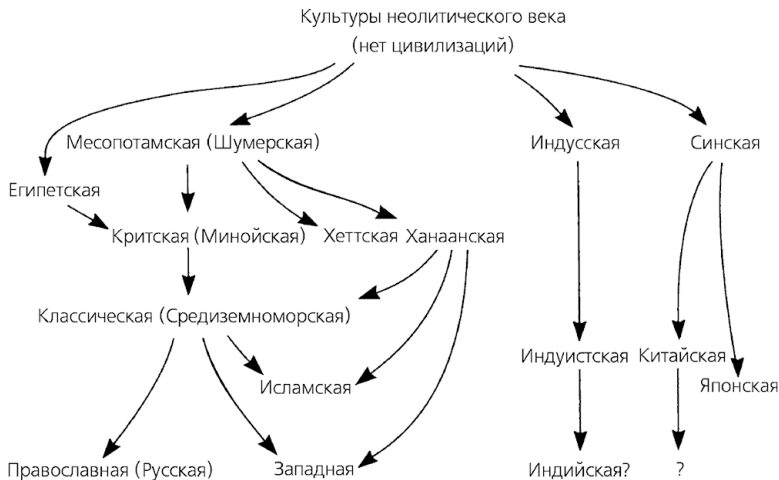 Культуры неолитического века
(нет цивилизаций)
Месопотамская (Шумерская)
Индусская
Синская
Египетская
Критская (Минойская)
Хеттская
Ханаанская
Классическая (Средиземноморская)
Индуистская
Китайская
Японская
Исламская
Православная (Русская)
Западная
Индийская?
?